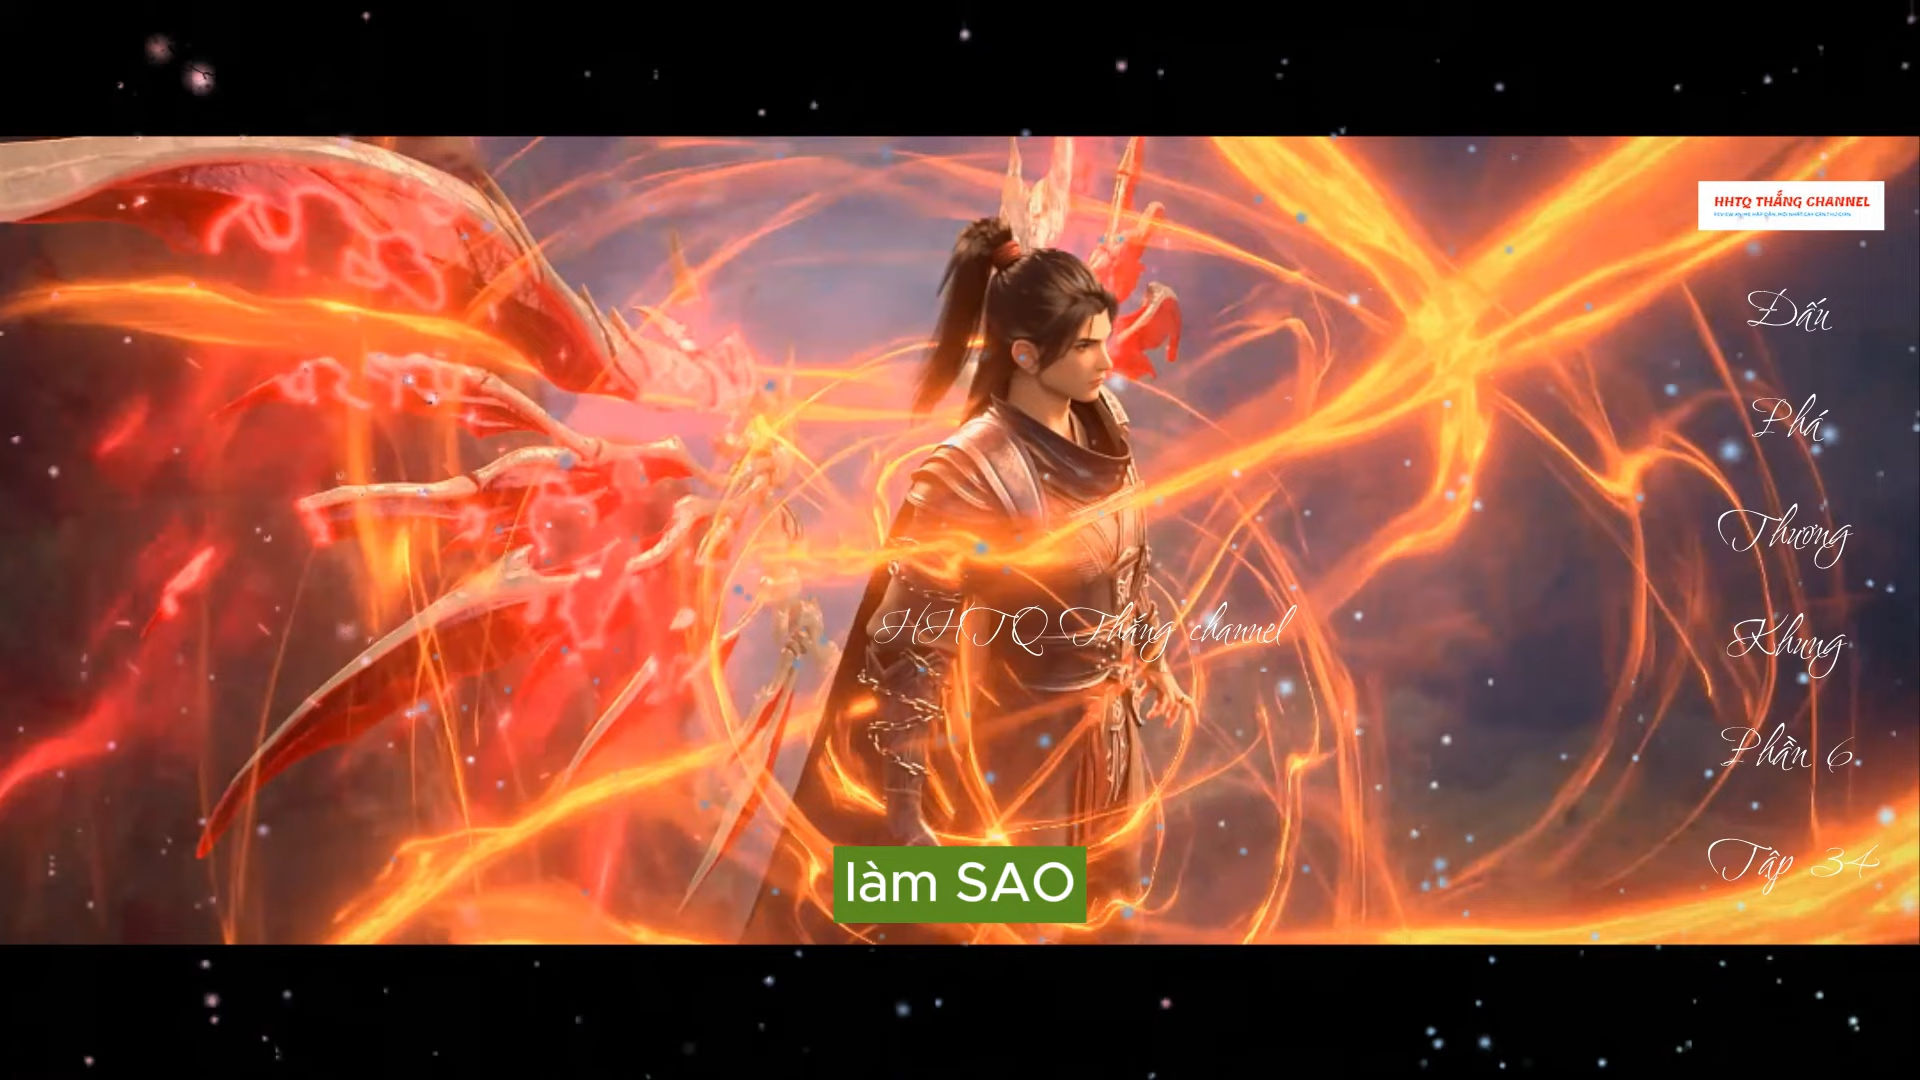 HHTQ THẮNG CHANNEL
Đấu
Phá
Thương
Khung
HHTQ Thắng channel
Phần 6
Tập 34
làm SAO